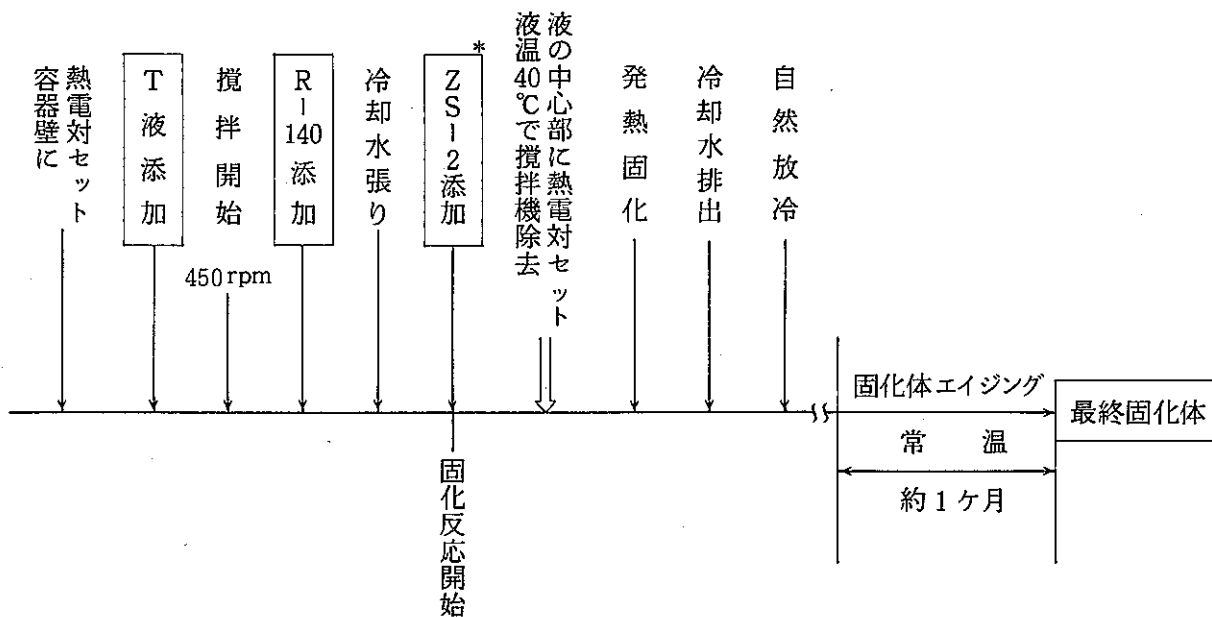 容器壁に
熱電対セット
T液添加
攪拌開始
450rpm
R-140添加
冷却水張り
ZS-2添加
*
液温40℃で攪拌機除去
液の中心部に熱電対セット
発熱固化
冷却水排出
自然放冷
固化反応開始
固化体エイジング
常温
約1ケ月
最終固化体